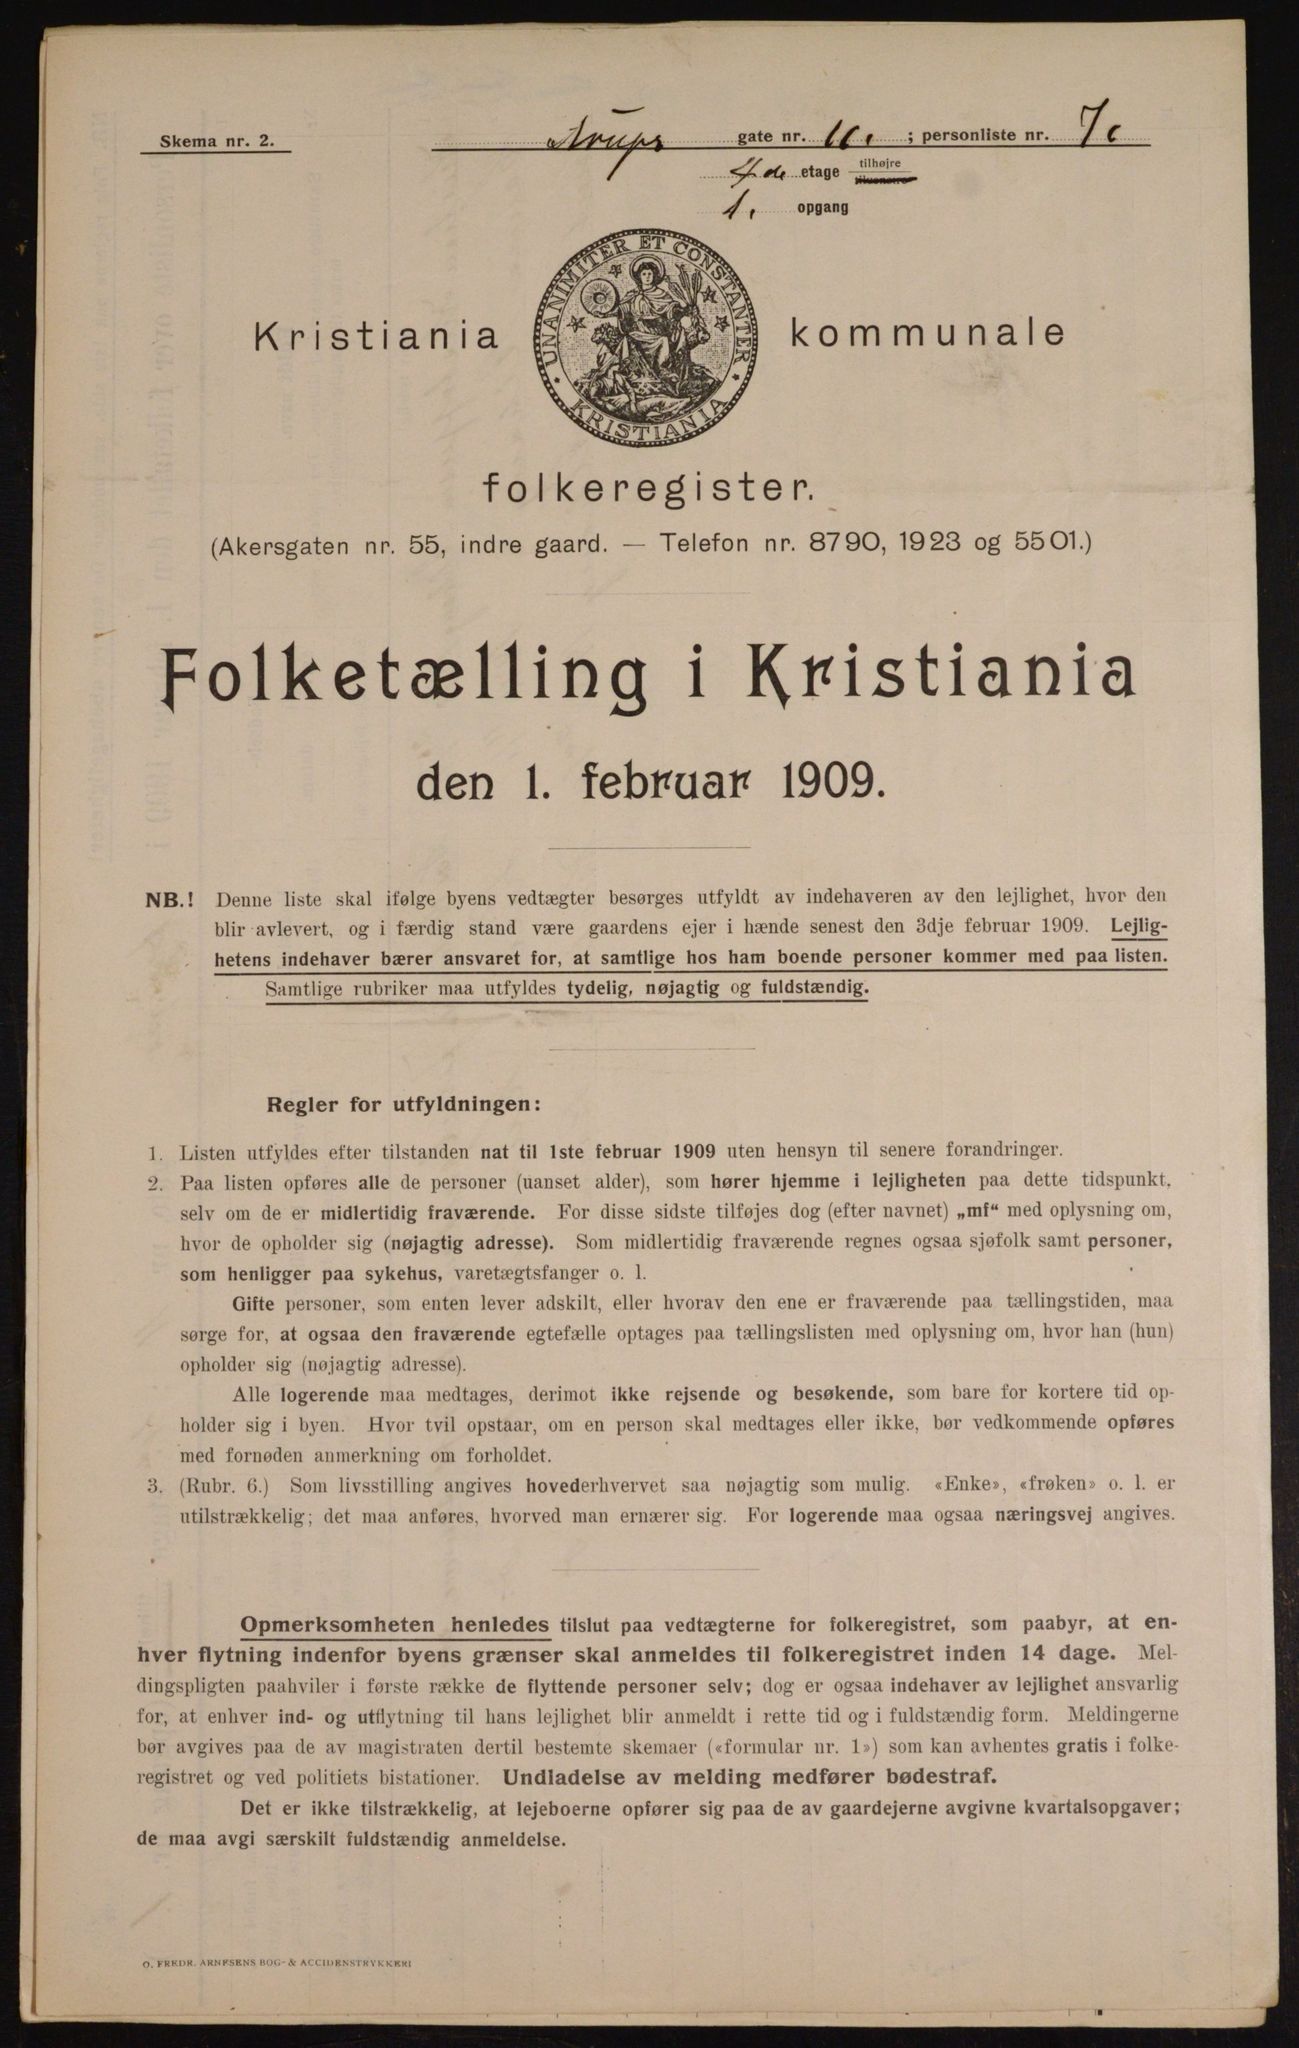 Skema nr. 2.
Arups gate nr. 11. ; personliste nr. 7c
4de etage tilhøjre tilvenstre
1. opgang
UNANIMITER ET CONSTANTER
KRISTIANIA
Kristiania kommunale
folkeregister.
(Akersgaten nr. 55, indre gaard. — Telefon nr. 8790, 1923 og 5501.)
Folketælling i Kristiania
den 1. februar 1909.
NB.! Denne liste skal ifølge byens vedtægter besørges utfyldt av indehaveren av den lejlighet, hvor den
blir avlevert, og i færdig stand være gaardens ejer i hænde senest den 3dje februar 1909. Lejlig-
hetens indehaver bærer ansvaret for, at samtlige hos ham boende personer kommer med paa listen.
Samtlige rubriker maa utfyldes tydelig, nøjagtig og fuldstændig.
Regler for utfyldningen:
1. Listen utfyldes efter tilstanden nat til 1ste februar 1909 uten hensyn til senere forandringer.
2. Paa listen opføres alle de personer (uanset alder), som hører hjemme i lejligheten paa dette tidspunkt,
selv om de er midlertidig fraværende. For disse sidste tilføjes dog (efter navnet) „mf“ med oplysning om,
hvor de opholder sig (nøjagtig adresse). Som midlertidig fraværende regnes ogsaa sjøfolk samt personer,
som henligger paa sykehus, varetægtsfanger o. l.
Gifte personer, som enten lever adskilt, eller hvorav den ene er fraværende paa tællingstiden, maa
sørge for, at ogsaa den fraværende egtefælle optages paa tællingslisten med oplysning om, hvor han (hun)
opholder sig (nøjagtig adresse).
Alle logerende maa medtages, derimot ikke rejsende og besøkende, som bare for kortere tid op-
holder sig i byen. Hvor tvil opstaar, om en person skal medtages eller ikke, bør vedkommende opføres
med fornøden anmerkning om forholdet.
3. (Rubr. 6.) Som livsstilling angives hovederhvervet saa nøjagtig som mulig. «Enke», «frøken» o. l. er
utilstrækkelig; det maa anføres, hvorved man ernærer sig. For logerende maa ogsaa næringsvej angives.
Opmerksomheten henledes tilslut paa vedtægterne for folkeregistret, som paabyr, at en-
hver flytning indenfor byens grænser skal anmeldes til folkeregistret inden 14 dage. Mel-
dingspligten paahviler i første række de flyttende personer selv; dog er ogsaa indehaver av lejlighet ansvarlig
for, at enhver ind- og utflytning til hans lejlighet blir anmeldt i rette tid og i fuldstændig form. Meldingerne
bør avgives paa de av magistraten dertil bestemte skemaer («formular nr. 1») som kan avhentes gratis i folke-
registret og ved politiets bistationer. Undladelse av melding medfører bødestraf.
Det er ikke tilstrækkelig, at lejeboerne opfører sig paa de av gaardejerne avgivne kvartalsopgaver;
de maa avgi særskilt fuldstændig anmeldelse.
O. FREDR. ARNESENS BOG- & ACCIDENSTRYKKERI